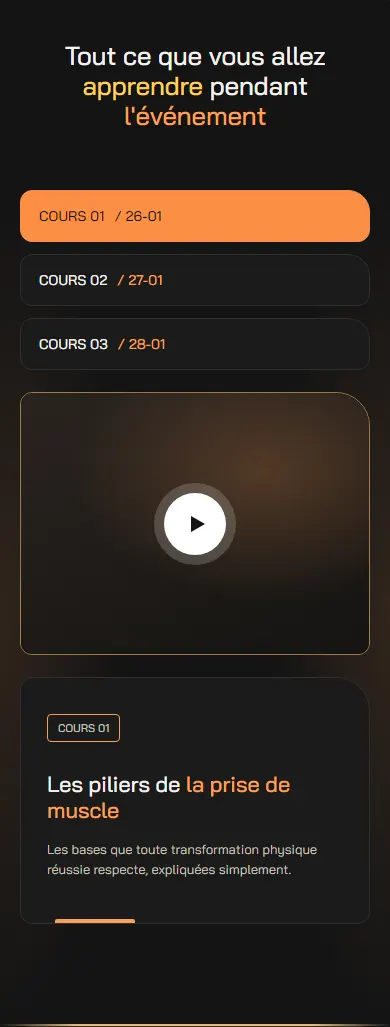 Tout ce que vous allez
apprendre pendant
l'événement
COURS 01 / 26-01
COURS 02 / 27-01
COURS 03 / 28-01
COURS 01
Les piliers de la prise de
muscle
Les bases que toute transformation physique
réussie respecte, expliquées simplement.